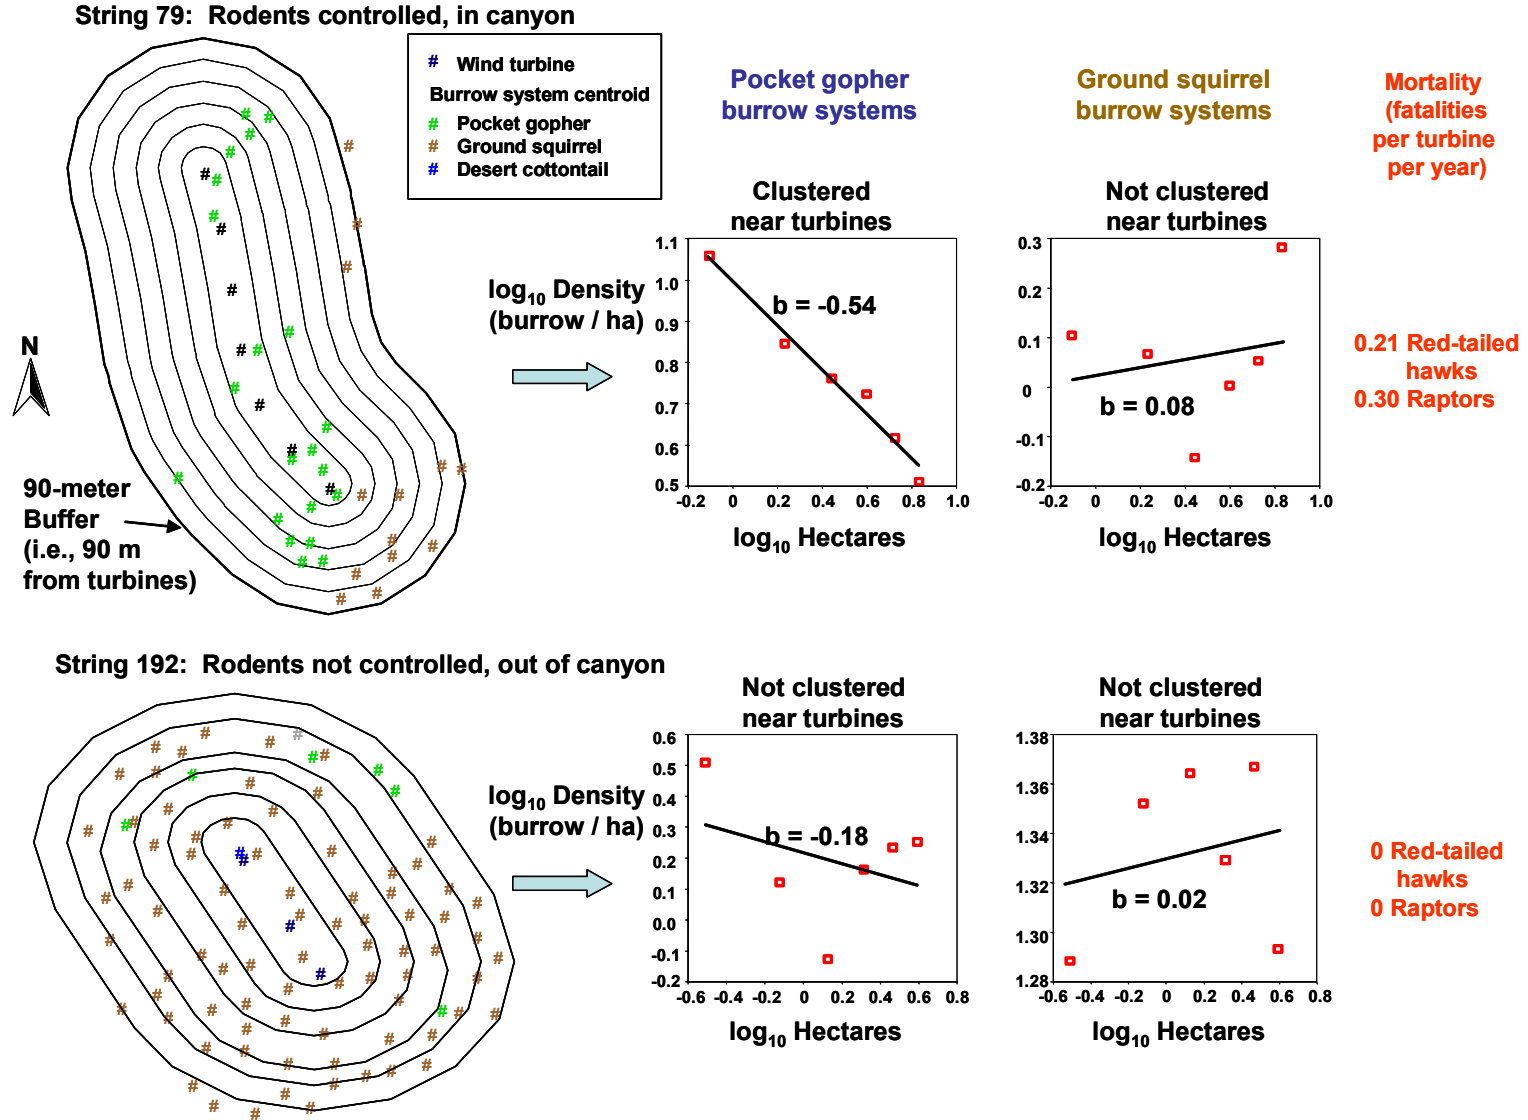 String 79:  Rodents controlled, in canyon
# Wind turbine
Burrow system centroid
# Pocket gopher
# Ground squirrel
# Desert cottontail
Pocket gopher
burrow systems
Ground squirrel
burrow systems
Mortality
(fatalities
per turbine
per year)
N
90-meter
Buffer
(i.e., 90 m
from turbines)
log10 Density
(burrow / ha)
Clustered
near turbines
1.1
1.0
0.9
0.8
0.7
0.6
0.5
b = -0.54
-0.2 0 0.2 0.4 0.6 0.8 1.0
log10 Hectares
Not clustered
near turbines
0.3
0.2
0.1
0
-0.1
-0.2
b = 0.08
-0.2 0 0.2 0.4 0.6 0.8 1.0
log10 Hectares
0.21 Red-tailed
hawks
0.30 Raptors
String 192:  Rodents not controlled, out of canyon
log10 Density
(burrow / ha)
Not clustered
near turbines
0.6
0.5
0.4
0.3
0.2
0.1
0.0
-0.1
-0.2
b = -0.18
-0.6 -0.4 -0.2 0 0.2 0.4 0.6 0.8
log10 Hectares
Not clustered
near turbines
1.38
1.36
1.34
1.32
1.30
1.28
b = 0.02
-0.6 -0.4 -0.2 0 0.2 0.4 0.6 0.8
log10 Hectares
0 Red-tailed
hawks
0 Raptors